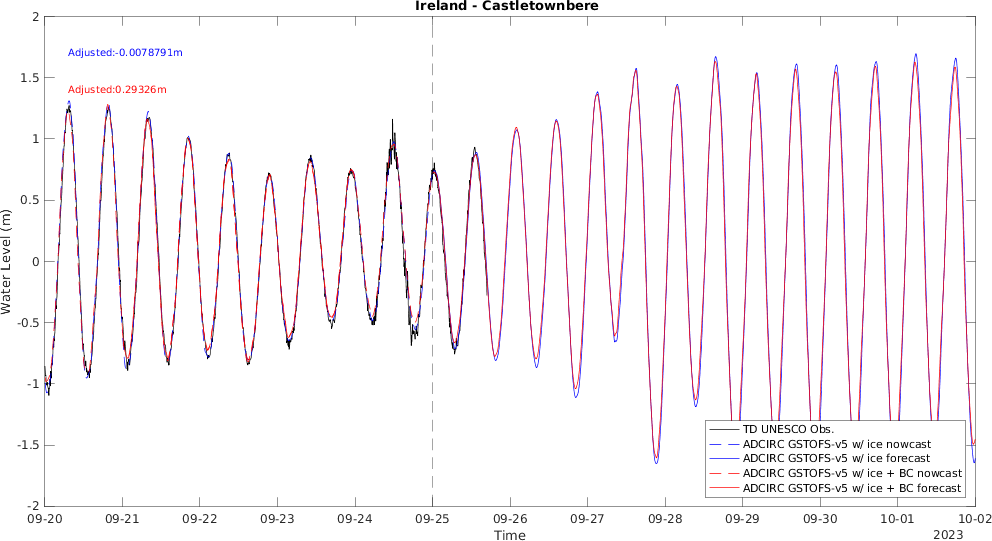 Ireland - Castletownbere
Adjusted:-0.0078791m
Adjusted:0.29326m
Water Level (m)
2
1.5
1
0.5
0
-0.5
-1
-1.5
-2
TD UNESCO Obs.
ADCIRC GSTOFS-v5 w/ ice nowcast
ADCIRC GSTOFS-v5 w/ ice forecast
ADCIRC GSTOFS-v5 w/ ice + BC nowcast
ADCIRC GSTOFS-v5 w/ ice + BC forecast
09-20 09-21 09-22 09-23 09-24 09-25 09-26 09-27 09-28 09-29 09-30 10-01 10-02
Time
2023